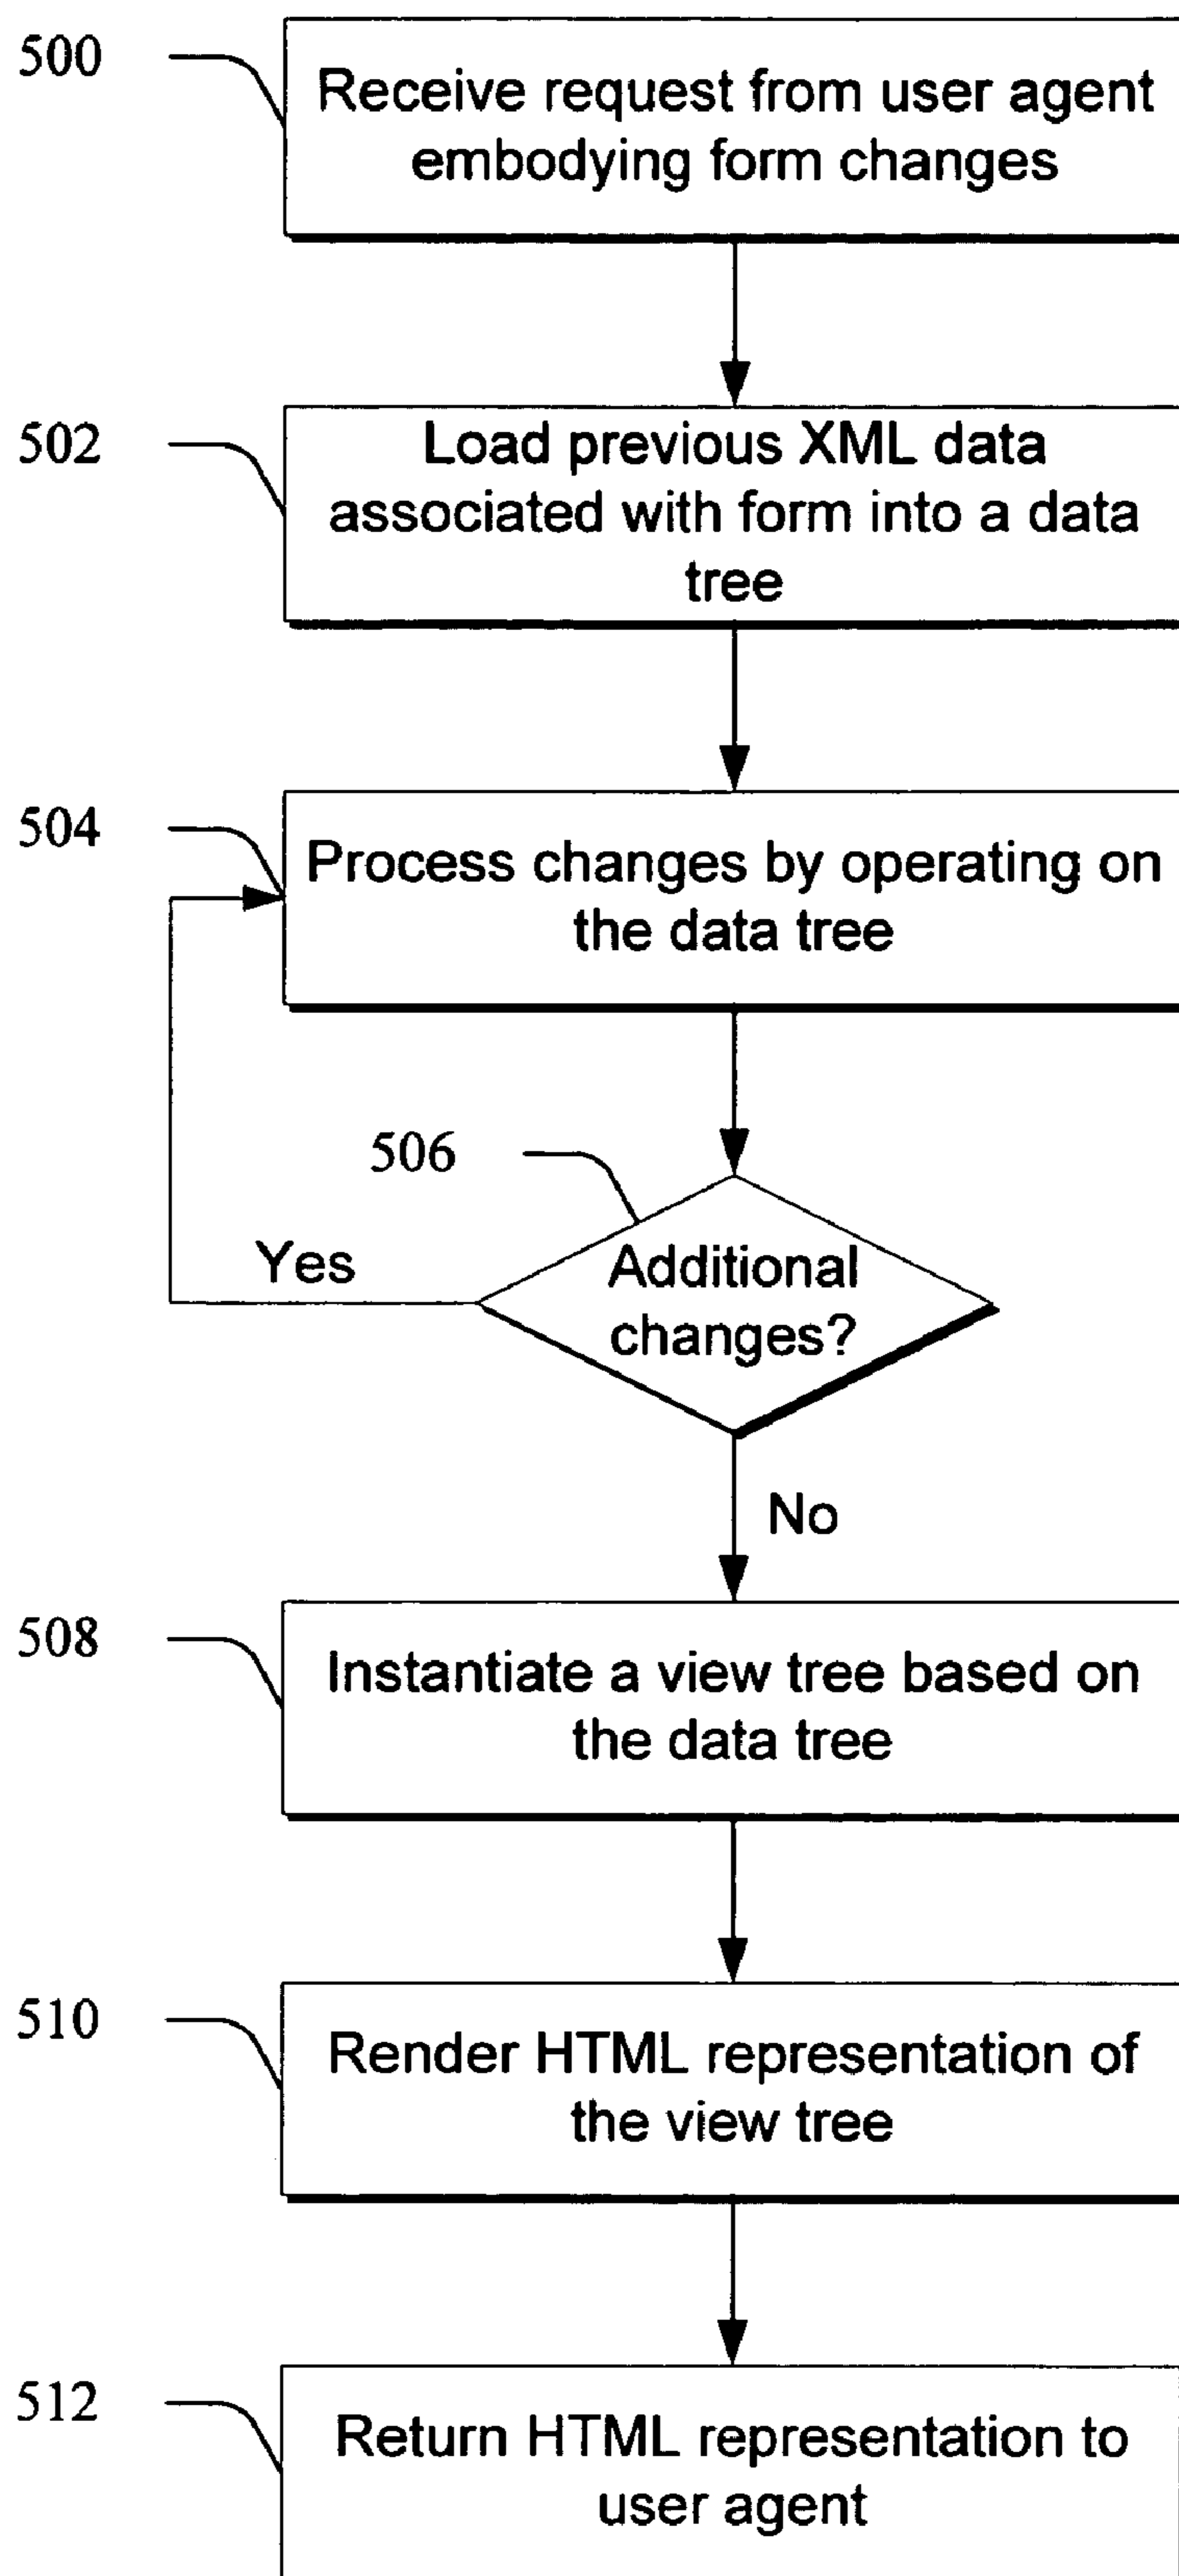 500
Receive request from user agent
embodying form changes
502
Load previous XML data
associated with form into a data
tree
504
Process changes by operating on
the data tree
506
Yes
Additional
changes?
No
508
Instantiate a view tree based on
the data tree
510
Render HTML representation of
the view tree
512
Return HTML representation to
user agent